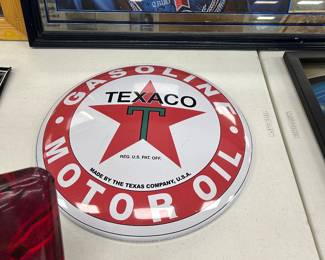 GASOLINE
TEXACO
T
REG. U.S. PAT. OFF.
MADE BY THE TEXAS COMPANY, U.S.A.
MOTOR OIL